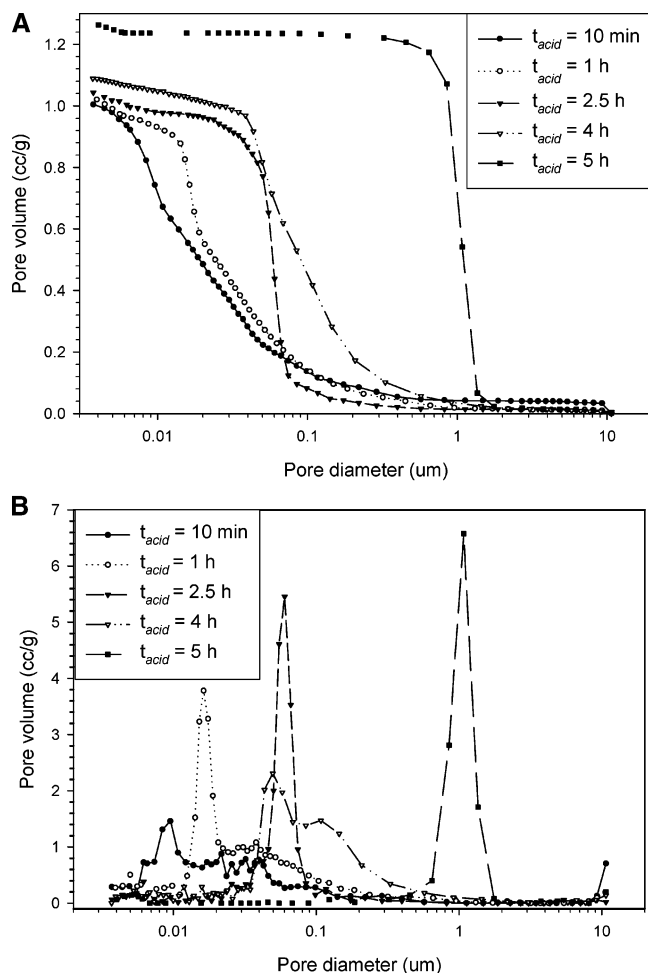 A
1.2
1.0
0.8
0.6
0.4
0.2
0.0
Pore volume (cc/g)
t_acid = 10 min
t_acid = 1 h
t_acid = 2.5 h
t_acid = 4 h
t_acid = 5 h
0.01 0.1 1 10
Pore diameter (um)
B
7
6
5
4
3
2
1
0
Pore volume (cc/g)
t_acid = 10 min
t_acid = 1 h
t_acid = 2.5 h
t_acid = 4 h
t_acid = 5 h
0.01 0.1 1 10
Pore diameter (um)